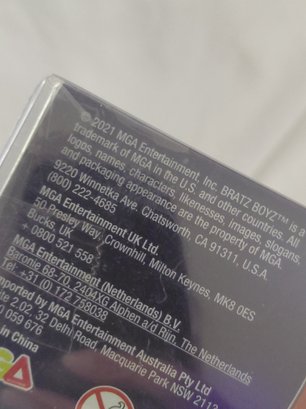 © 2021 MGA Entertainment, Inc. BRATZ BOYZ™ is a
trademark of MGA in the U.S. and other countries. All
logos, names, characters, likenesses, images, slogans,
and packaging appearance are the property of MGA.
9220 Winnetka Ave. Chatsworth, CA 91311, U.S.A.
(800) 222-4685
MGA Entertainment UK Ltd.
50 Presley Way, Crownhill, Milton Keynes, MK8 0ES
Bucks, UK
+ 0800 521 558
MGA Entertainment (Netherlands) B.V.
Baronie 68-70, 2404XG Alphen a/d Rijn. The Netherlands
Tel. +31 (0) 172 758038
mported by MGA Entertainment Australia Pty Ltd
2.02, 32 Delhi Road, Macquarie Park NSW 2113
059 676
in China